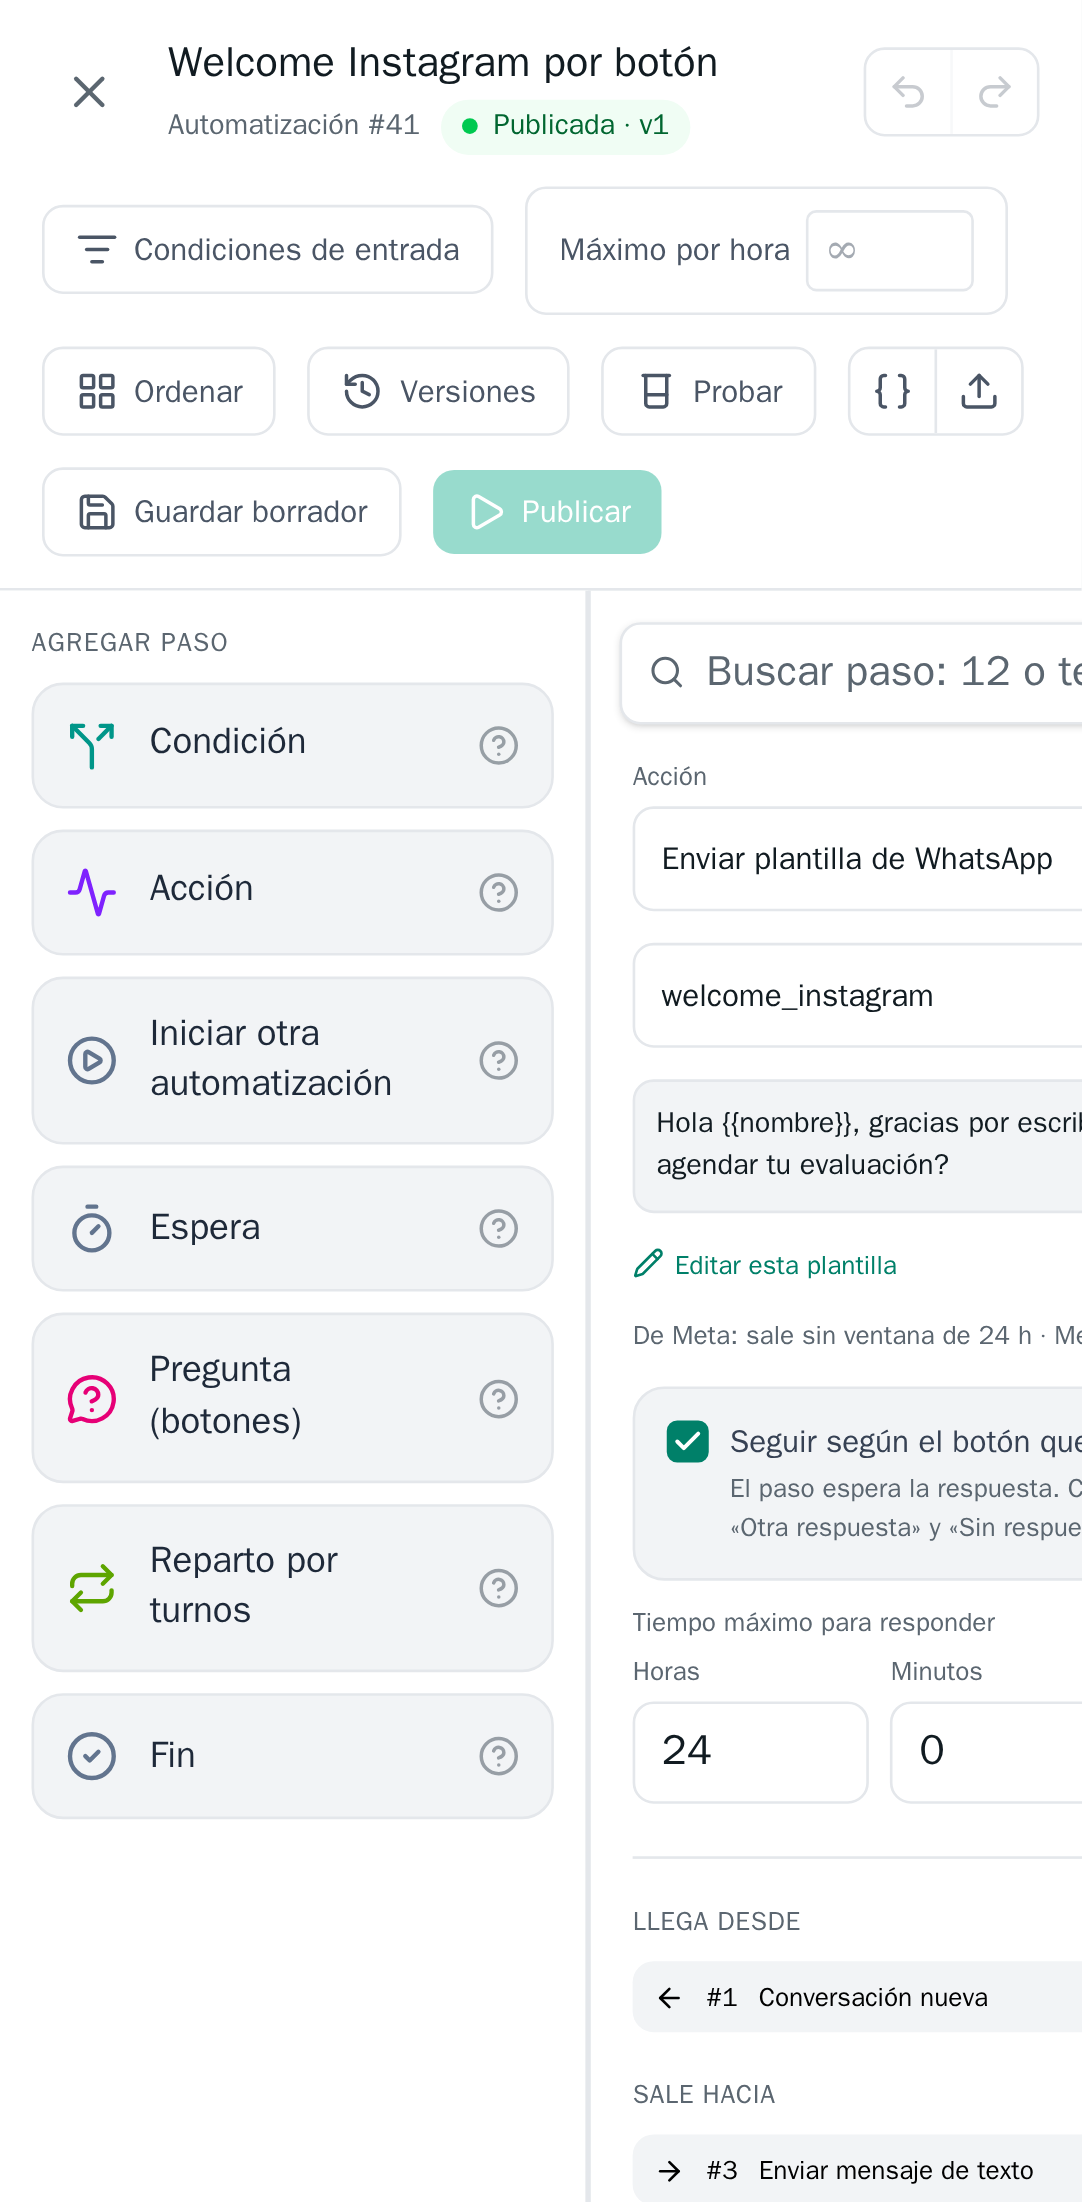 Welcome Instagram por botón
Automatización #41
Publicada · v1
Condiciones de entrada
Máximo por hora
∞
Ordenar
Versiones
Probar
{}
Guardar borrador
Publicar
AGREGAR PASO
Condición
Acción
Iniciar otra
automatización
Espera
Pregunta
(botones)
Reparto por
turnos
Fin
Buscar paso: 12 o te
Acción
Enviar plantilla de WhatsApp
welcome_instagram
Hola {{nombre}}, gracias por escrib
agendar tu evaluación?
Editar esta plantilla
De Meta: sale sin ventana de 24 h · Me
Seguir según el botón que
El paso espera la respuesta. C
«Otra respuesta» y «Sin respue
Tiempo máximo para responder
Horas
Minutos
24
0
LLEGA DESDE
#1 Conversación nueva
SALE HACIA
#3 Enviar mensaje de texto